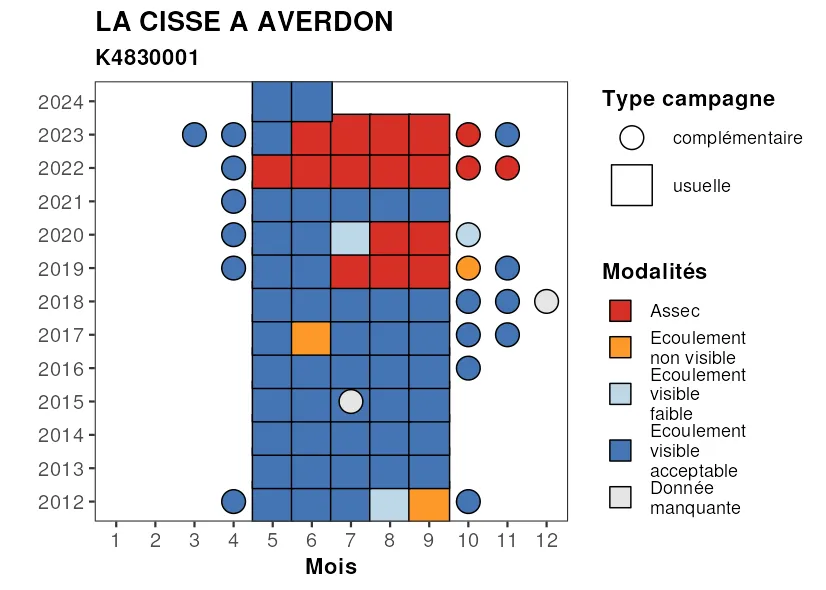 LA CISSE A AVERDON
K4830001
2024
2023
2022
2021
2020
2019
2018
2017
2016
2015
2014
2013
2012
1 2 3 4 5 6 7 8 9 10 11 12
Mois
Type campagne
complémentaire
usuelle
Modalités
Assec
Ecoulement
non visible
Ecoulement
visible
faible
Ecoulement
visible
acceptable
Donnée
manquante